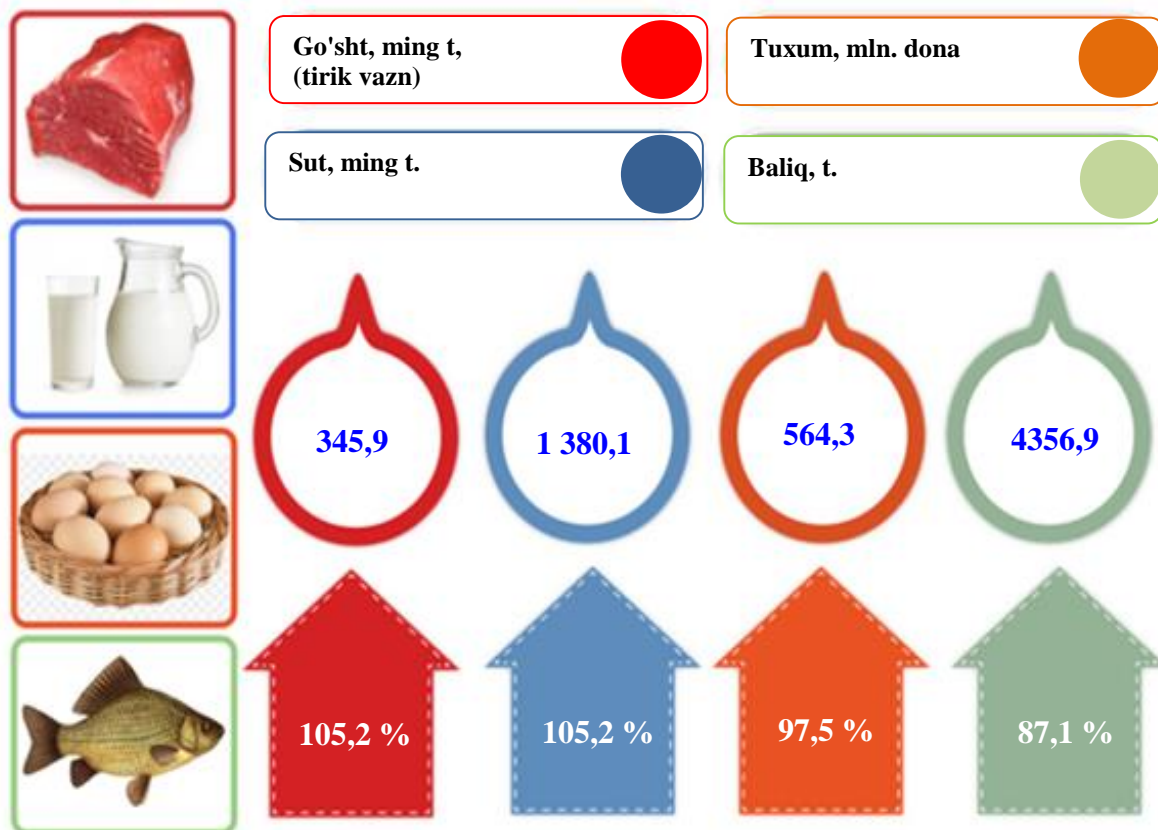 Go'sht, ming t,
(tirik vazn)
Tuxum, mln. dona
Sut, ming t.
Baliq, t.
345,9
1 380,1
564,3
4356,9
105,2 %
105,2 %
97,5 %
87,1 %